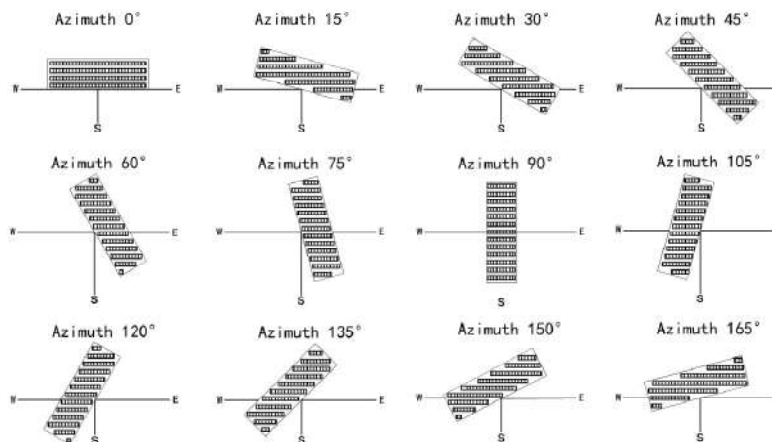 Azimuth 0°
Azimuth 15°
Azimuth 30°
Azimuth 45°
W E W E W E W E
S S S S
Azimuth 60°
Azimuth 75°
Azimuth 90°
Azimuth 105°
W E W E W E W E
S S S S
Azimuth 120°
Azimuth 135°
Azimuth 150°
Azimuth 165°
W E W E W E W E
S S S S